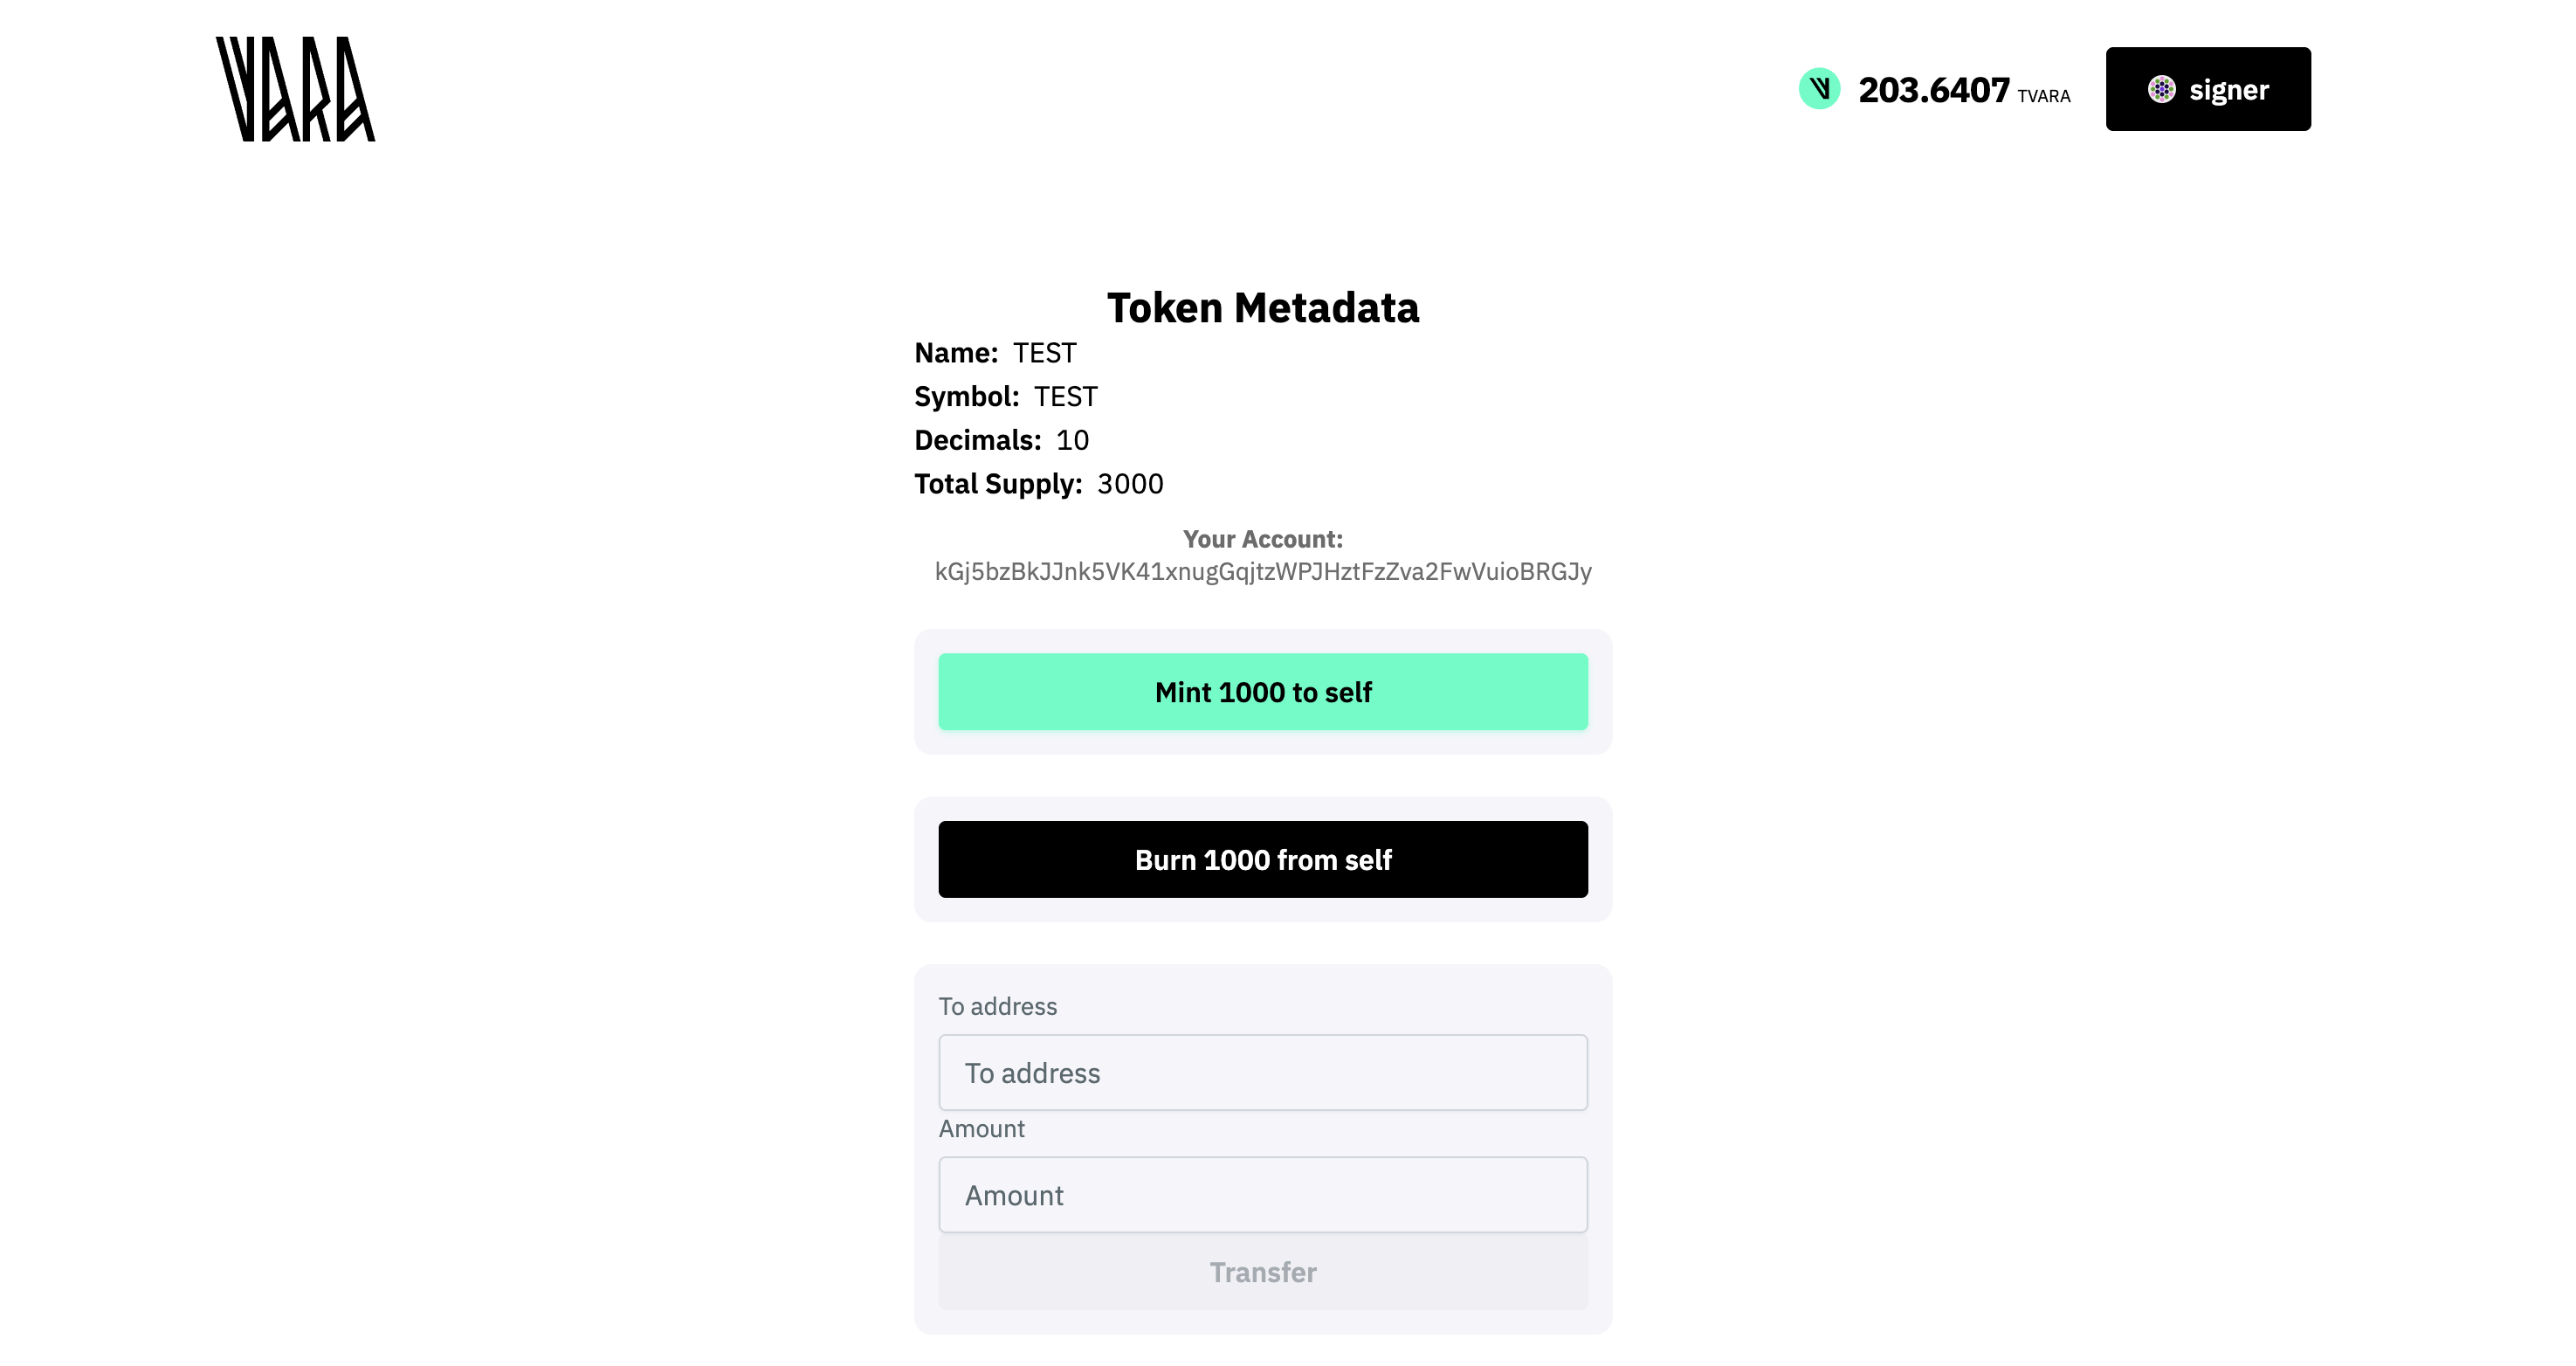 VARA
203.6407 TVARA
signer
Token Metadata
Name: TEST
Symbol: TEST
Decimals: 10
Total Supply: 3000
Your Account:
kGj5bzBkJJnk5VK41xnugGqjtzWPJHztFzZva2FwVuioBRGJy
Mint 1000 to self
Burn 1000 from self
To address
To address
Amount
Amount
Transfer